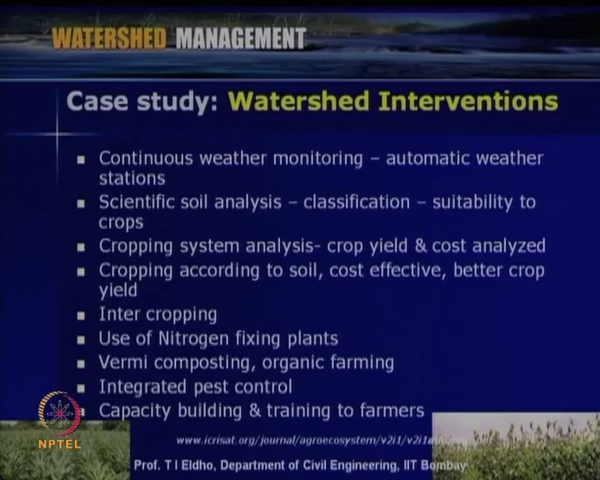 WATERSHED MANAGEMENT
Case study: Watershed Interventions
Continuous weather monitoring – automatic weather
stations
Scientific soil analysis – classification – suitability to
crops
Cropping system analysis- crop yield & cost analyzed
Cropping according to soil, cost effective, better crop
yield
Inter cropping
Use of Nitrogen fixing plants
Vermi composting, organic farming
Integrated pest control
Capacity building & training to farmers
NPTEL
Prof. T I Eldho, Department of Civil Engineering, IIT Bombay